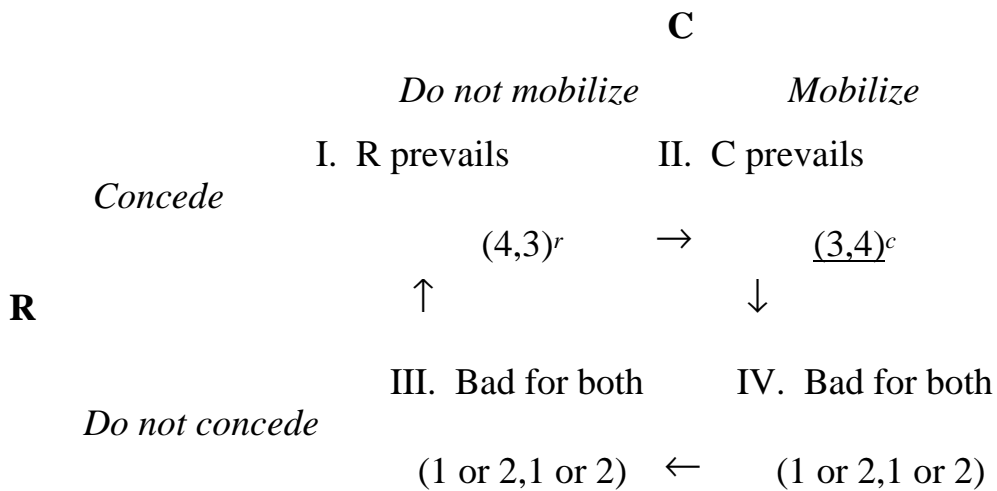 C
Do not mobilize Mobilize
I. R prevails II. C prevails
Concede
(4,3)r → (3,4)c
↑ ↓
R
III. Bad for both IV. Bad for both
Do not concede
(1 or 2,1 or 2) ← (1 or 2,1 or 2)